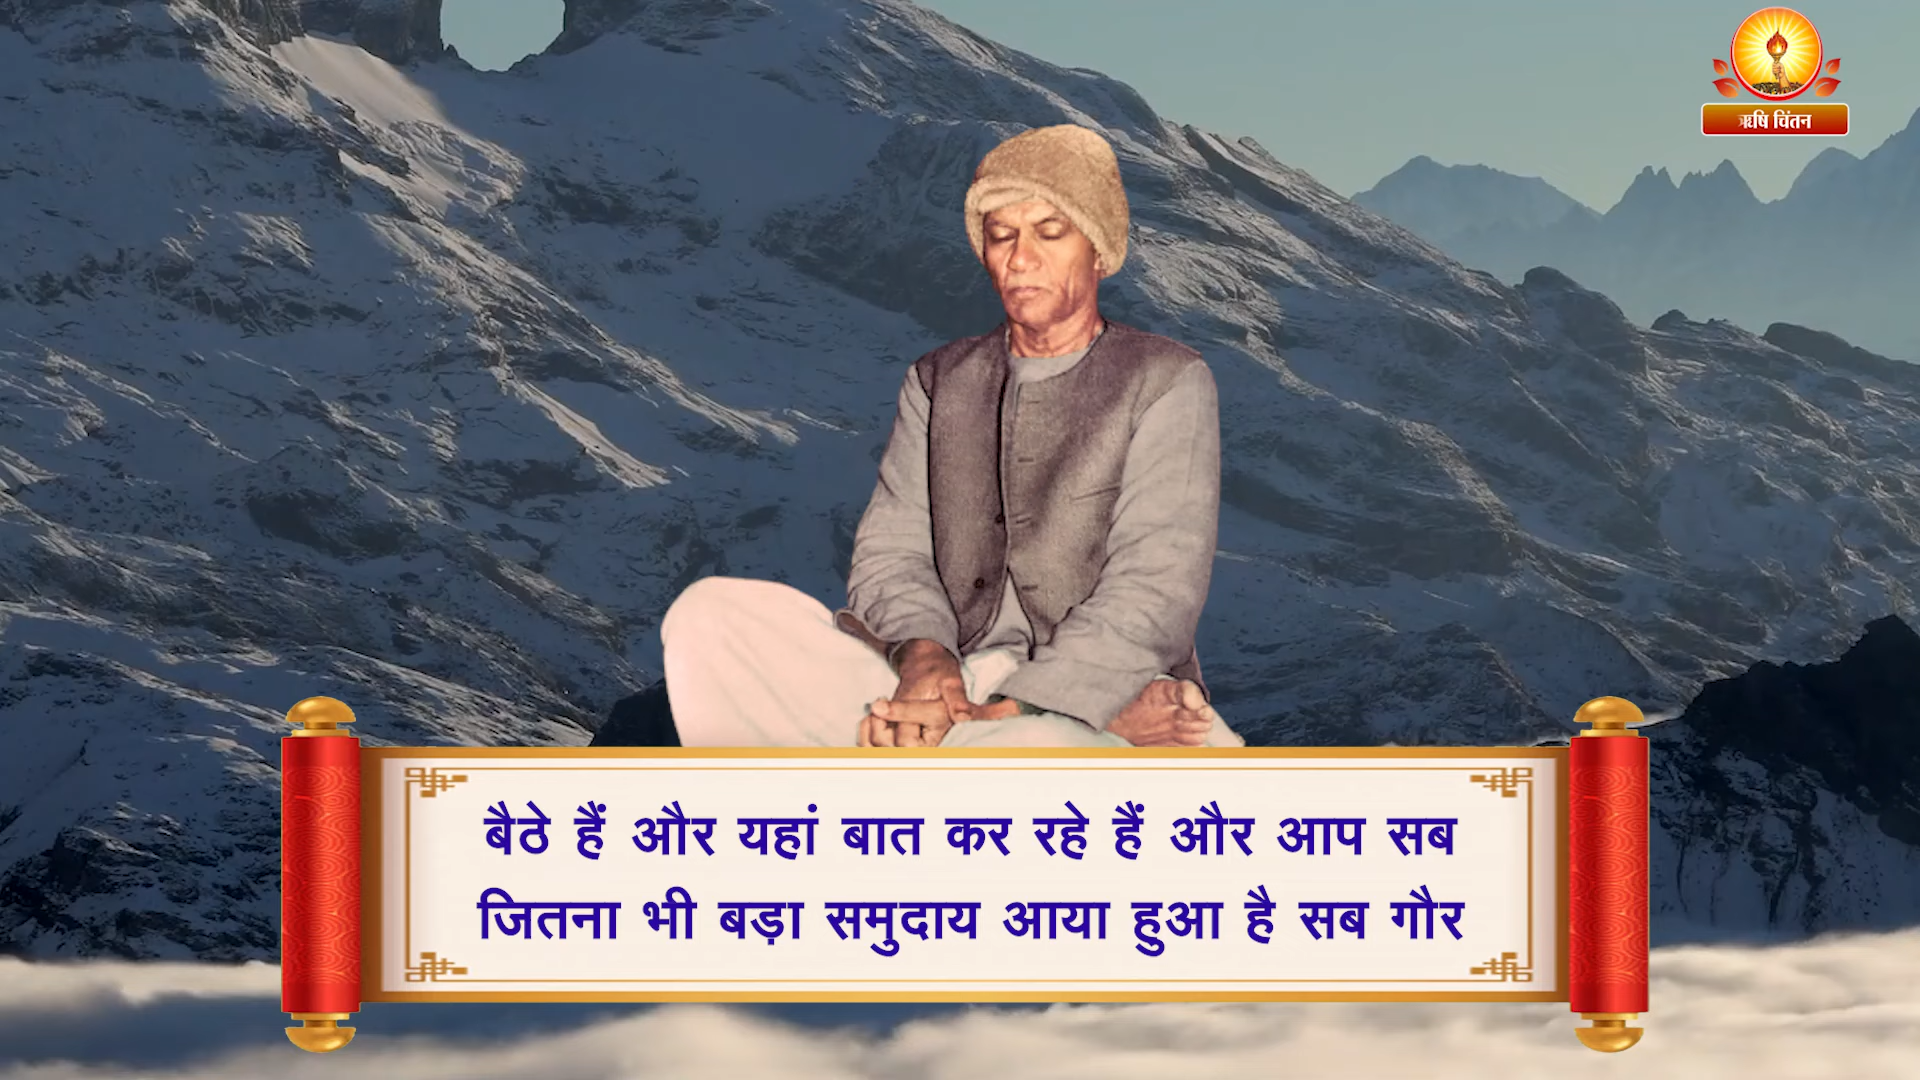 ऋषि चिंतन
बैठे हैं और यहां बात कर रहे हैं और आप सब
जितना भी बड़ा समुदाय आया हुआ है सब गौर